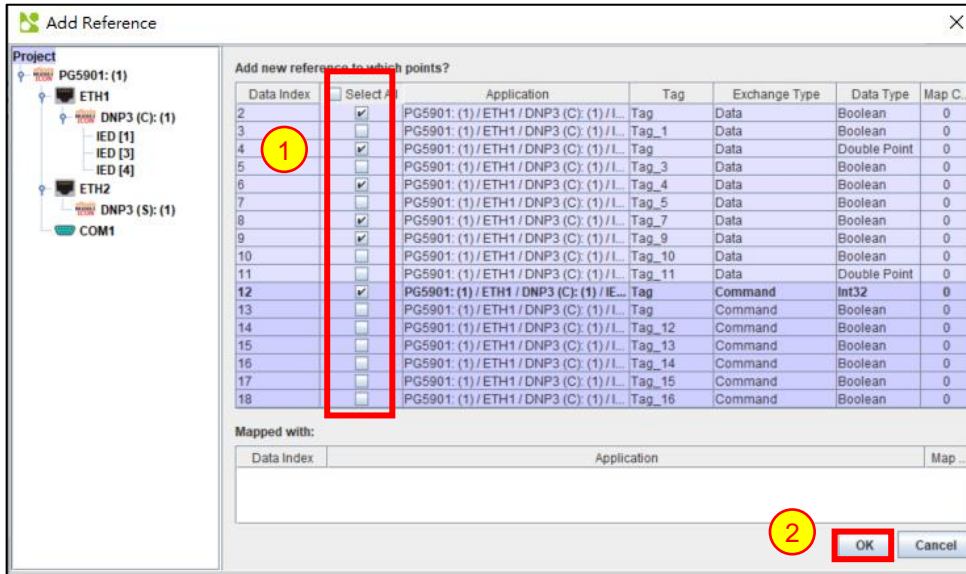 Add Reference
Project
PG5901: (1)
ETH1
DNP3 (C): (1)
IED [1]
IED [3]
IED [4]
ETH2
DNP3 (S): (1)
COM1
Add new reference to which points?
Data Index Select All Application Tag Exchange Type Data Type Map C...
2 PG5901: (1) / ETH1 / DNP3 (C): (1) / I... Tag Data Boolean 0
3 PG5901: (1) / ETH1 / DNP3 (C): (1) / I... Tag_1 Data Boolean 0
4 PG5901: (1) / ETH1 / DNP3 (C): (1) / I... Tag Data Double Point 0
5 PG5901: (1) / ETH1 / DNP3 (C): (1) / I... Tag_3 Data Boolean 0
6 PG5901: (1) / ETH1 / DNP3 (C): (1) / I... Tag_4 Data Boolean 0
7 PG5901: (1) / ETH1 / DNP3 (C): (1) / I... Tag_5 Data Boolean 0
8 PG5901: (1) / ETH1 / DNP3 (C): (1) / I... Tag_7 Data Boolean 0
9 PG5901: (1) / ETH1 / DNP3 (C): (1) / I... Tag_9 Data Boolean 0
10 PG5901: (1) / ETH1 / DNP3 (C): (1) / I... Tag_10 Data Boolean 0
11 PG5901: (1) / ETH1 / DNP3 (C): (1) / I... Tag_11 Data Double Point 0
12 PG5901: (1) / ETH1 / DNP3 (C): (1) / IE... Tag Command Int32 0
13 PG5901: (1) / ETH1 / DNP3 (C): (1) / I... Tag Command Boolean 0
14 PG5901: (1) / ETH1 / DNP3 (C): (1) / I... Tag_12 Command Boolean 0
15 PG5901: (1) / ETH1 / DNP3 (C): (1) / I... Tag_13 Command Boolean 0
16 PG5901: (1) / ETH1 / DNP3 (C): (1) / I... Tag_14 Command Boolean 0
17 PG5901: (1) / ETH1 / DNP3 (C): (1) / I... Tag_15 Command Boolean 0
18 PG5901: (1) / ETH1 / DNP3 (C): (1) / I... Tag_16 Command Boolean 0
1
Mapped with:
Data Index Application Map ...
2
OK Cancel